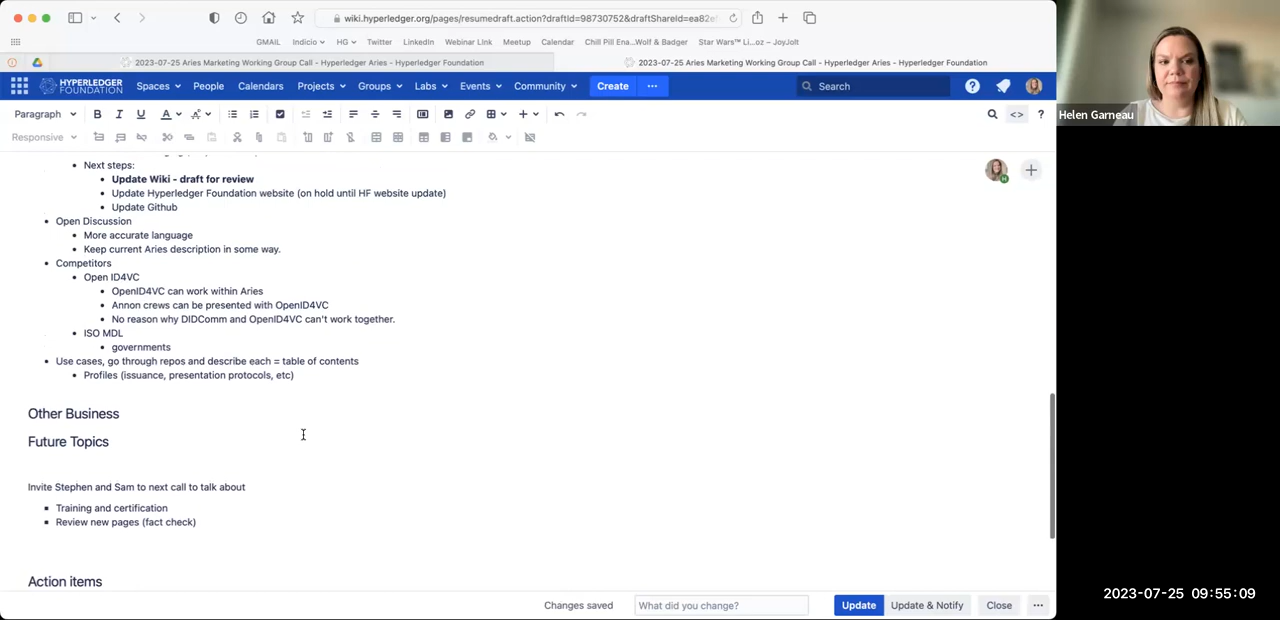 wiki.hyperledger.org/pages/resumedraft.action?draftId=98730752&draftShareId=ea82e
GMAIL Indicio HG Twitter LinkedIn Webinar Link Meetup Calendar Chill Pill Ena...Wolf & Badger Star Wars™ Li...oz – JoyJolt
2023-07-25 Aries Marketing Working Group Call - Hyperledger Aries - Hyperledger Foundation
2023-07-25 Aries Marketing Working Group Call - Hyperledger Aries - Hyperledger Foundation
HYPERLEDGER FOUNDATION
Spaces People Calendars Projects Groups Labs Events Community Create ... Search
Paragraph B I U A
Responsive
Next steps:
Update Wiki - draft for review
Update Hyperledger Foundation website (on hold until HF website update)
Update Github
Open Discussion
More accurate language
Keep current Aries description in some way.
Competitors
Open ID4VC
OpenID4VC can work within Aries
Annon crews can be presented with OpenID4VC
No reason why DIDComm and OpenID4VC can't work together.
ISO MDL
governments
Use cases, go through repos and describe each = table of contents
Profiles (issuance, presentation protocols, etc)
Other Business
Future Topics
Invite Stephen and Sam to next call to talk about
Training and certification
Review new pages (fact check)
Action items
Changes saved What did you change? Update Update & Notify Close ...
Helen Garneau
2023-07-25 09:55:09